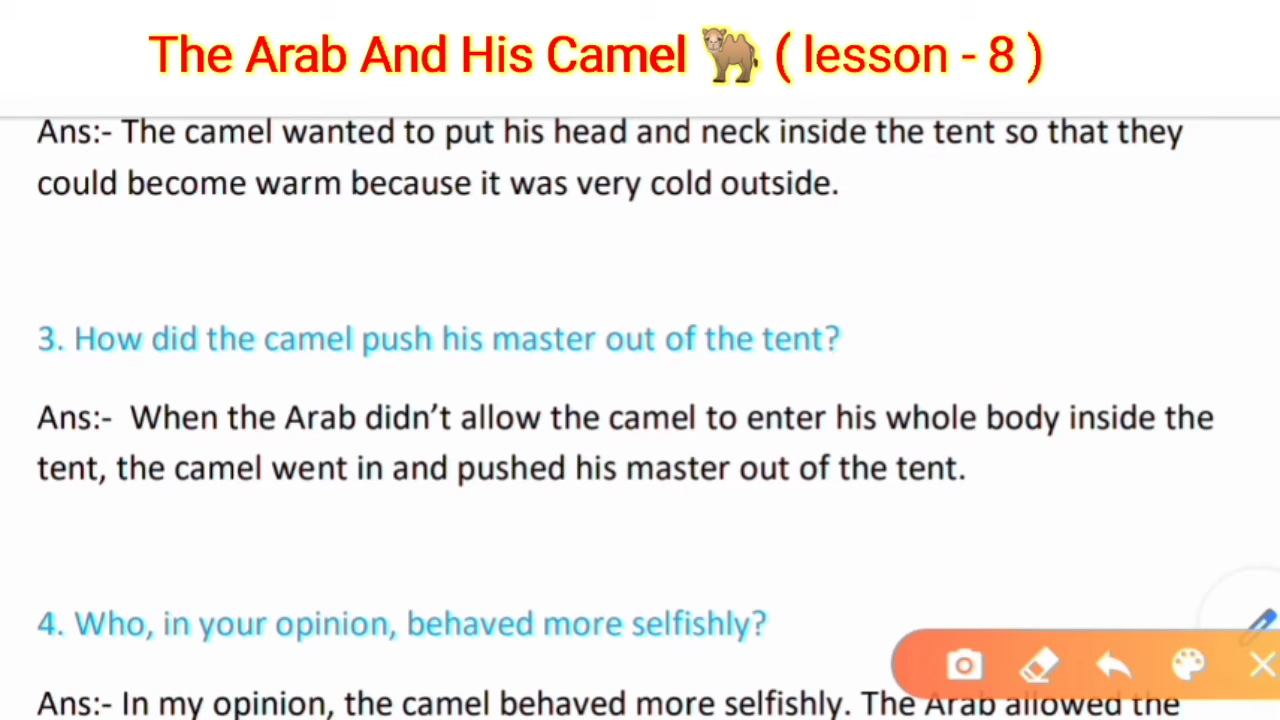 The Arab And His Camel 🐫 ( lesson - 8 )
Ans:- The camel wanted to put his head and neck inside the tent so that they
could become warm because it was very cold outside.
3. How did the camel push his master out of the tent?
Ans:-  When the Arab didn’t allow the camel to enter his whole body inside the
tent, the camel went in and pushed his master out of the tent.
4. Who, in your opinion, behaved more selfishly?
Ans:- In my opinion, the camel behaved more selfishly. The Arab allowed the